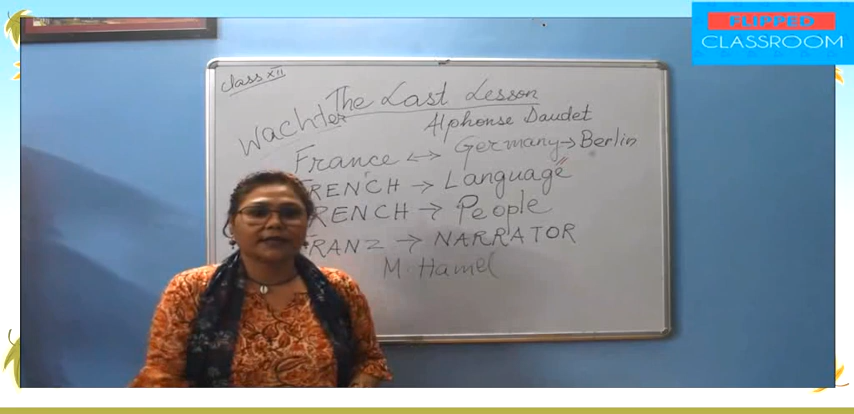 FLIPPED
CLASSROOM
Class XII
The Last Lesson
Alphonse Daudet
Wachter
France ↔ Germany → Berlin
FRENCH → Language
RENCH → People
RANZ → NARRATOR
M. Hamel